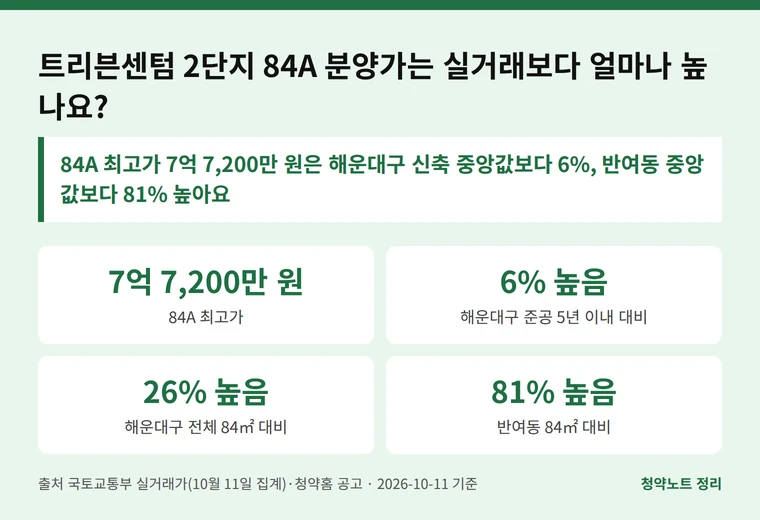 트리븐센텀 2단지 84A 분양가는 실거래보다 얼마나 높
나요?
84A 최고가 7억 7,200만 원은 해운대구 신축 중앙값보다 6%, 반여동 중앙
값보다 81% 높아요
7억 7,200만 원
84A 최고가
6% 높음
해운대구 준공 5년 이내 대비
26% 높음
해운대구 전체 84㎡ 대비
81% 높음
반여동 84㎡ 대비
출처 국토교통부 실거래가(10월 11일 집계)·청약홈 공고 · 2026-10-11 기준
청약노트 정리